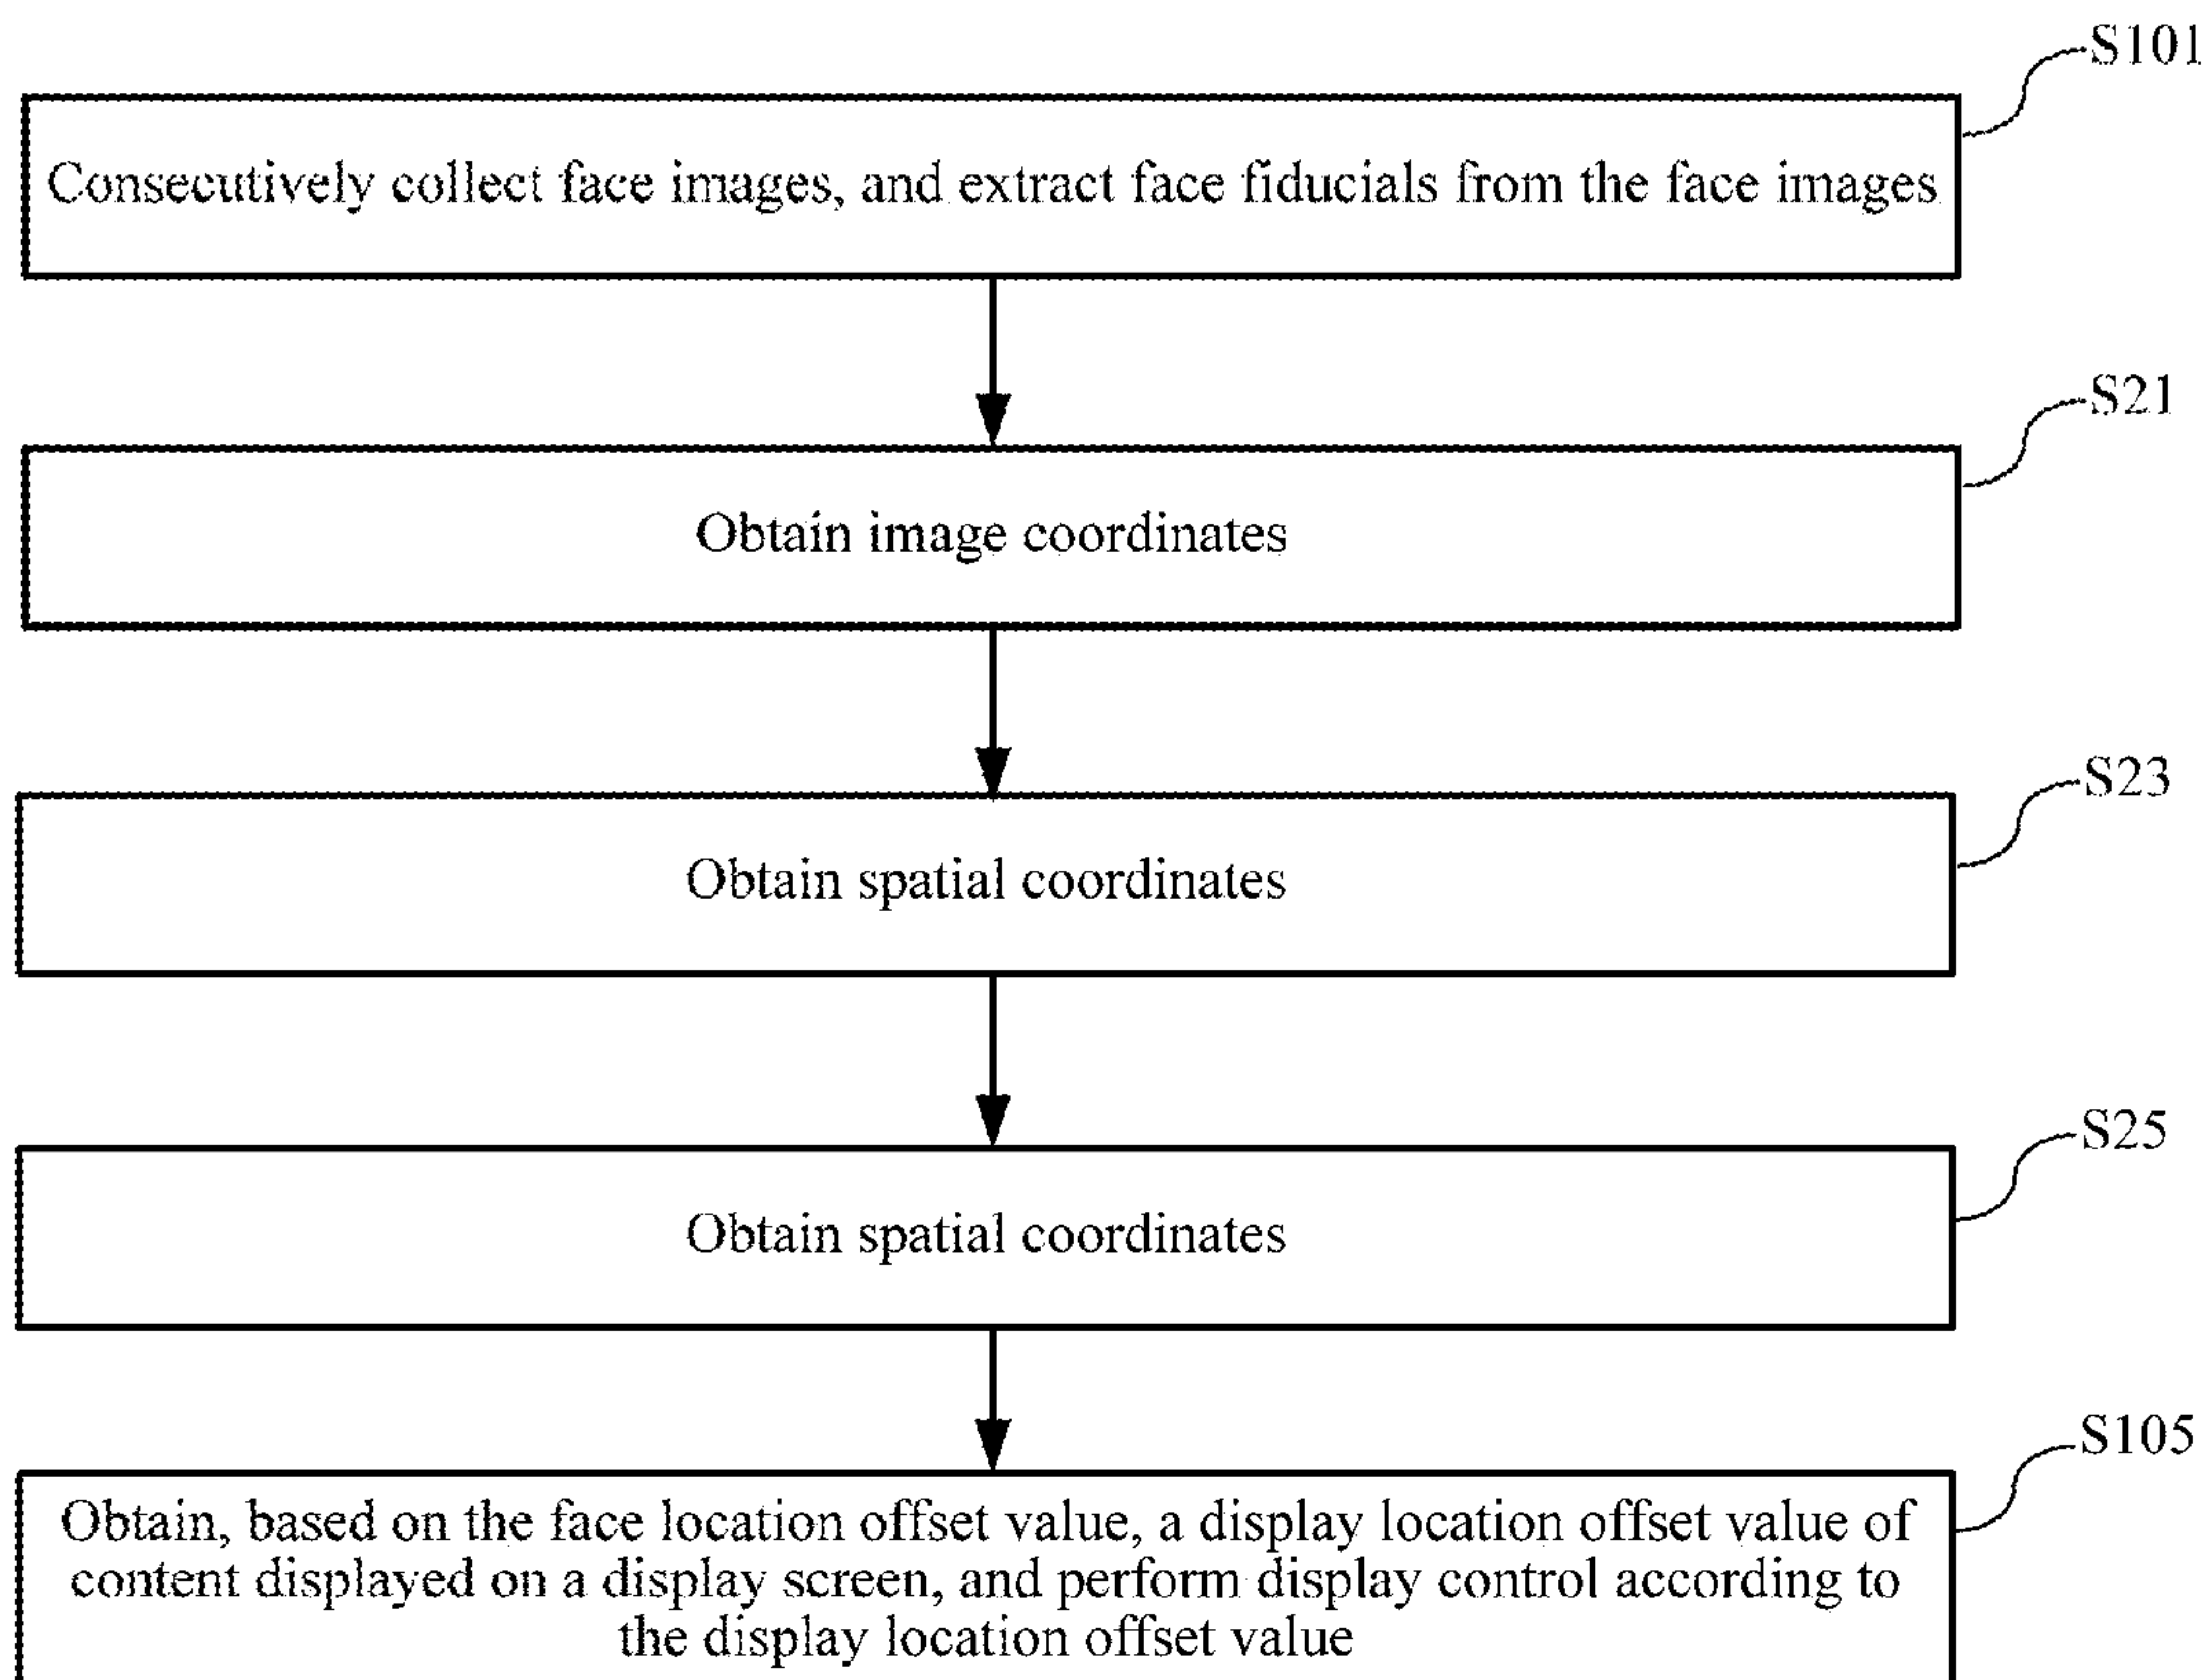 S101
Consecutively collect face images, and extract face fiducials from the face images
S21
Obtain image coordinates
S23
Obtain spatial coordinates
S25
Obtain spatial coordinates
S105
Obtain, based on the face location offset value, a display location offset value of
content displayed on a display screen, and perform display control according to
the display location offset value